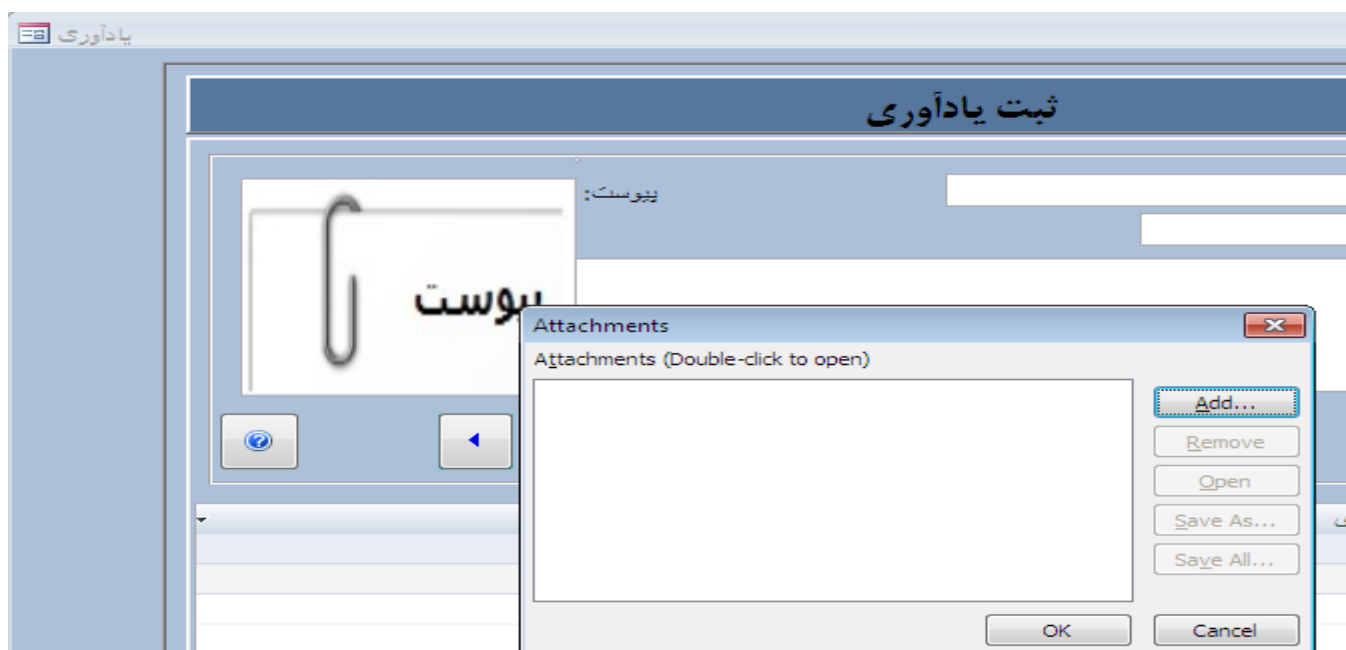 یادآوری
ثبت یادآوری
پیوست:
پیوست
Attachments
Attachments (Double-click to open)
Add...
Remove
Open
Save As...
Save All...
OK
Cancel